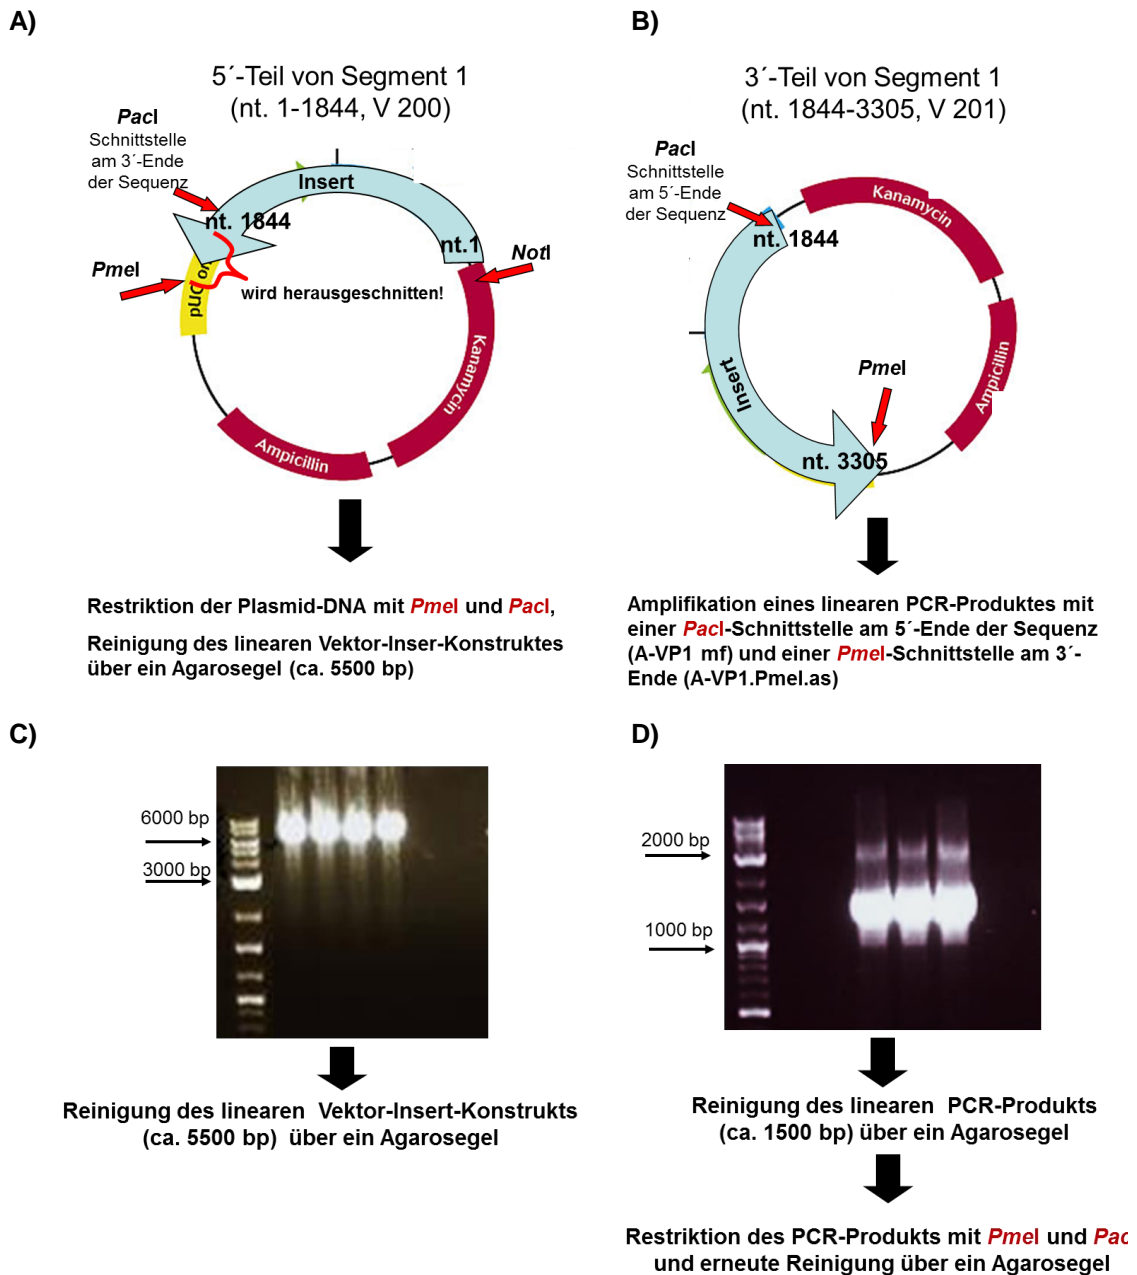 A)
5´-Teil von Segment 1
(nt. 1-1844, V 200)
PacI
Schnittstelle
am 3´-Ende
der Sequenz
Insert
nt. 1844
nt.1
NotI
PmeI
wird herausgeschnitten!
Kanamycin
Ampicillin
Restriktion der Plasmid-DNA mit PmeI und PacI,
Reinigung des linearen Vektor-Inser-Konstruktes
über ein Agarosegel (ca. 5500 bp)
B)
3´-Teil von Segment 1
(nt. 1844-3305, V 201)
PacI
Schnittstelle
am 5´-Ende
der Sequenz
Kanamycin
nt. 1844
Ampicillin
PmeI
Insert
nt. 3305
Amplifikation eines linearen PCR-Produktes mit
einer PacI-Schnittstelle am 5´-Ende der Sequenz
(A-VP1 mf) und einer PmeI-Schnittstelle am 3´-
Ende (A-VP1.PmeI.as)
C)
6000 bp
3000 bp
Reinigung des linearen Vektor-Insert-Konstrukts
(ca. 5500 bp) über ein Agarosegel
D)
2000 bp
1000 bp
Reinigung des linearen PCR-Produkts
(ca. 1500 bp) über ein Agarosegel
Restriktion des PCR-Produkts mit PmeI und Pac
und erneute Reinigung über ein Agarosegel